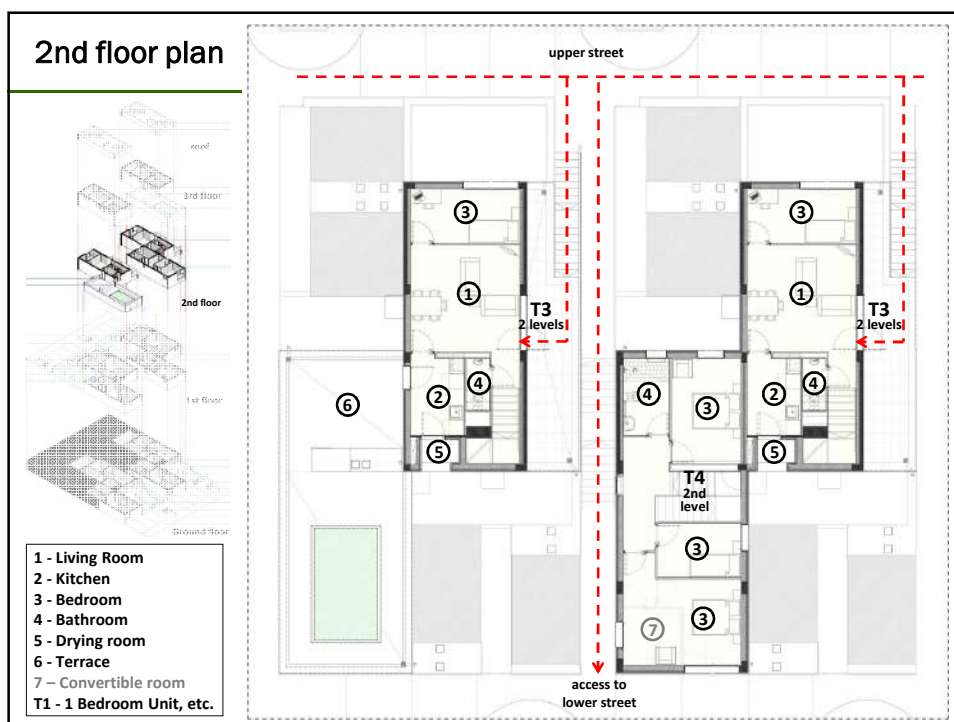 2nd floor plan
roof
3rd floor
2nd floor
1st floor
Ground floor
1 - Living Room
2 - Kitchen
3 - Bedroom
4 - Bathroom
5 - Drying room
6 - Terrace
7 – Convertible room
T1 - 1 Bedroom Unit, etc.
upper street
3
1
T3
2 levels
4
2
5
6
3
1
T3
2 levels
4
3
2
4
5
T4
2nd
level
3
3
7
access to
lower street